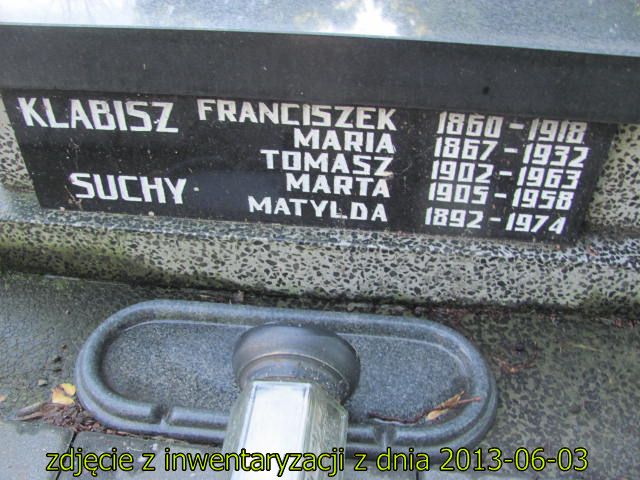 KLABISZ FRANCISZEK 1860-1918
MARIA 1867-1932
TOMASZ 1902-1963
SUCHY MARTA 1905-1958
MATYLDA 1892-1974
zdjęcie z inwentaryzacji z dnia 2013-06-03